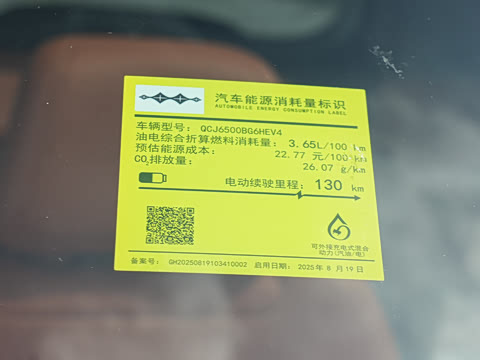 汽车能源消耗量标识
AUTOMOBILE ENERGY CONSUMPTION LABEL
车辆型号： QCJ6500BG6HEV4
油电综合折算燃料消耗量： 3.65L/100 km
预估能源成本： 22.77 元/100 km
CO₂排放量： 26.07 g/km
电动续驶里程： 130 km
可外接充电式混合
动力(汽油/电)
备案号： GH20250819103410002 启用日期： 2025年 8 月 19 日